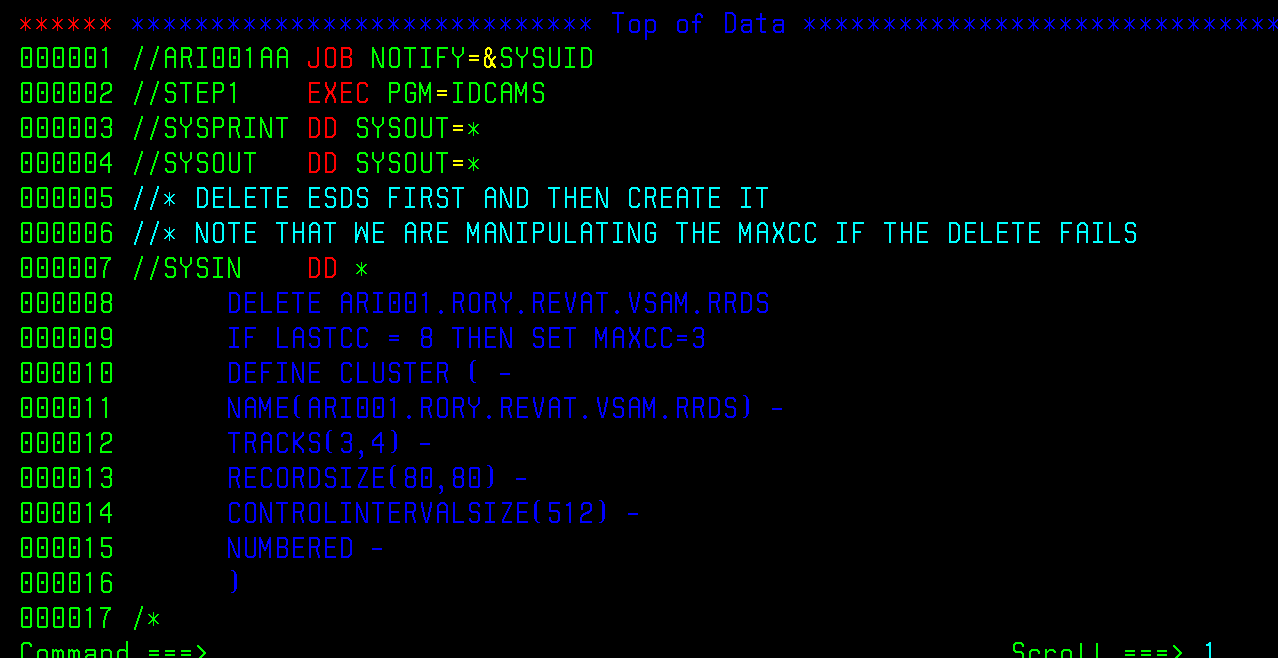 ****** ***************************** Top of Data ******************************
000001 //ARI001AA JOB NOTIFY=&SYSUID
000002 //STEP1    EXEC PGM=IDCAMS
000003 //SYSPRINT DD SYSOUT=*
000004 //SYSOUT   DD SYSOUT=*
000005 //* DELETE ESDS FIRST AND THEN CREATE IT
000006 //* NOTE THAT WE ARE MANIPULATING THE MAXCC IF THE DELETE FAILS
000007 //SYSIN    DD *
000008       DELETE ARI001.RORY.REVAT.VSAM.RRDS
000009       IF LASTCC = 8 THEN SET MAXCC=3
000010       DEFINE CLUSTER ( -
000011       NAME(ARI001.RORY.REVAT.VSAM.RRDS) -
000012       TRACKS(3,4) -
000013       RECORDSIZE(80,80) -
000014       CONTROLINTERVALSIZE(512) -
000015       NUMBERED -
000016       )
000017 /*
Command ===> Scroll ===> 1